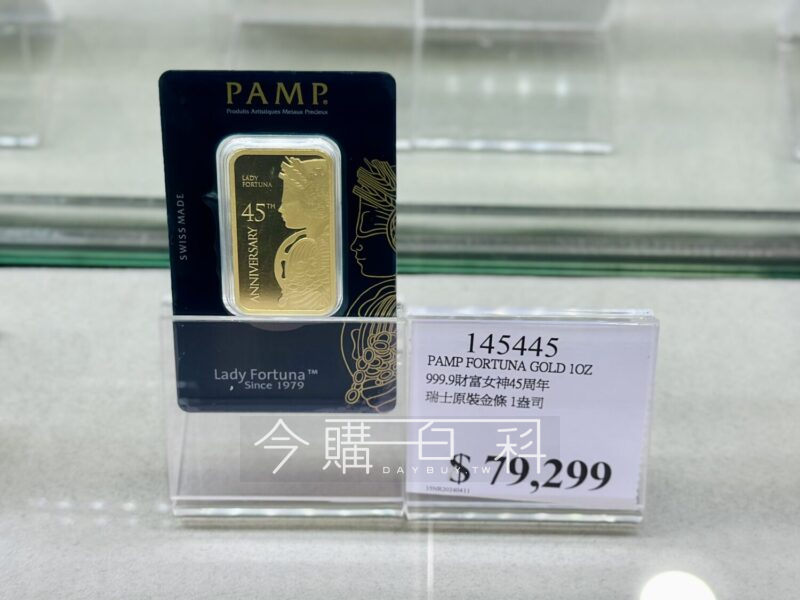 PAMP.
Produits Artistiques Métaux Précieux
LADY
FORTUNA
45TH
ANNIVERSARY
SWISS MADE
Lady Fortuna™
Since 1979
145445
PAMP FORTUNA GOLD 1OZ
999.9財富女神45周年
瑞士原裝金條 1盎司
$ 79,299
今購百科
DAYBUY.TW